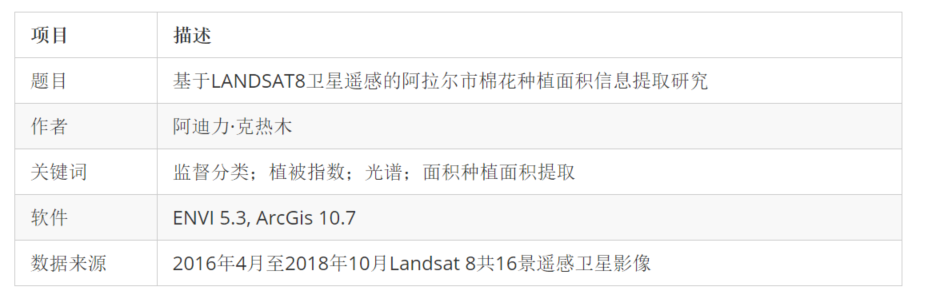 项目 描述
题目 基于LANDSAT8卫星遥感的阿拉尔市棉花种植面积信息提取研究
作者 阿迪力·克热木
关键词 监督分类；植被指数；光谱；面积种植面积提取
软件 ENVI 5.3, ArcGis 10.7
数据来源 2016年4月至2018年10月Landsat 8共16景遥感卫星影像